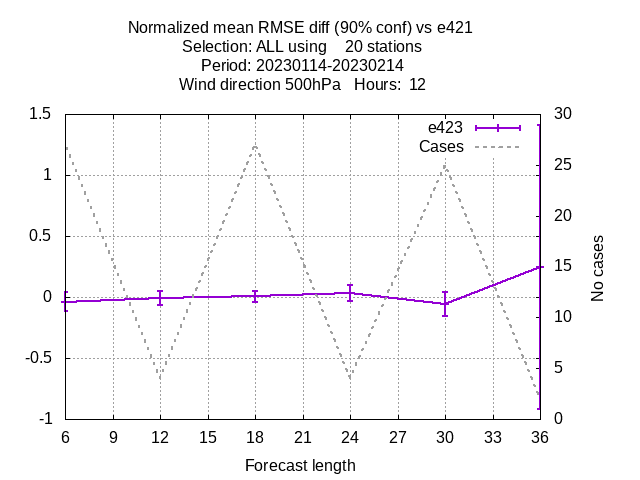 Normalized mean RMSE diff (90% conf) vs e421
Selection: ALL using    20 stations
Period: 20230114-20230214
Wind direction 500hPa   Hours:  12
e423
Cases
1.5
1
0.5
0
-0.5
-1
30
25
20
15
10
5
0
No cases
6 9 12 15 18 21 24 27 30 33 36
Forecast length